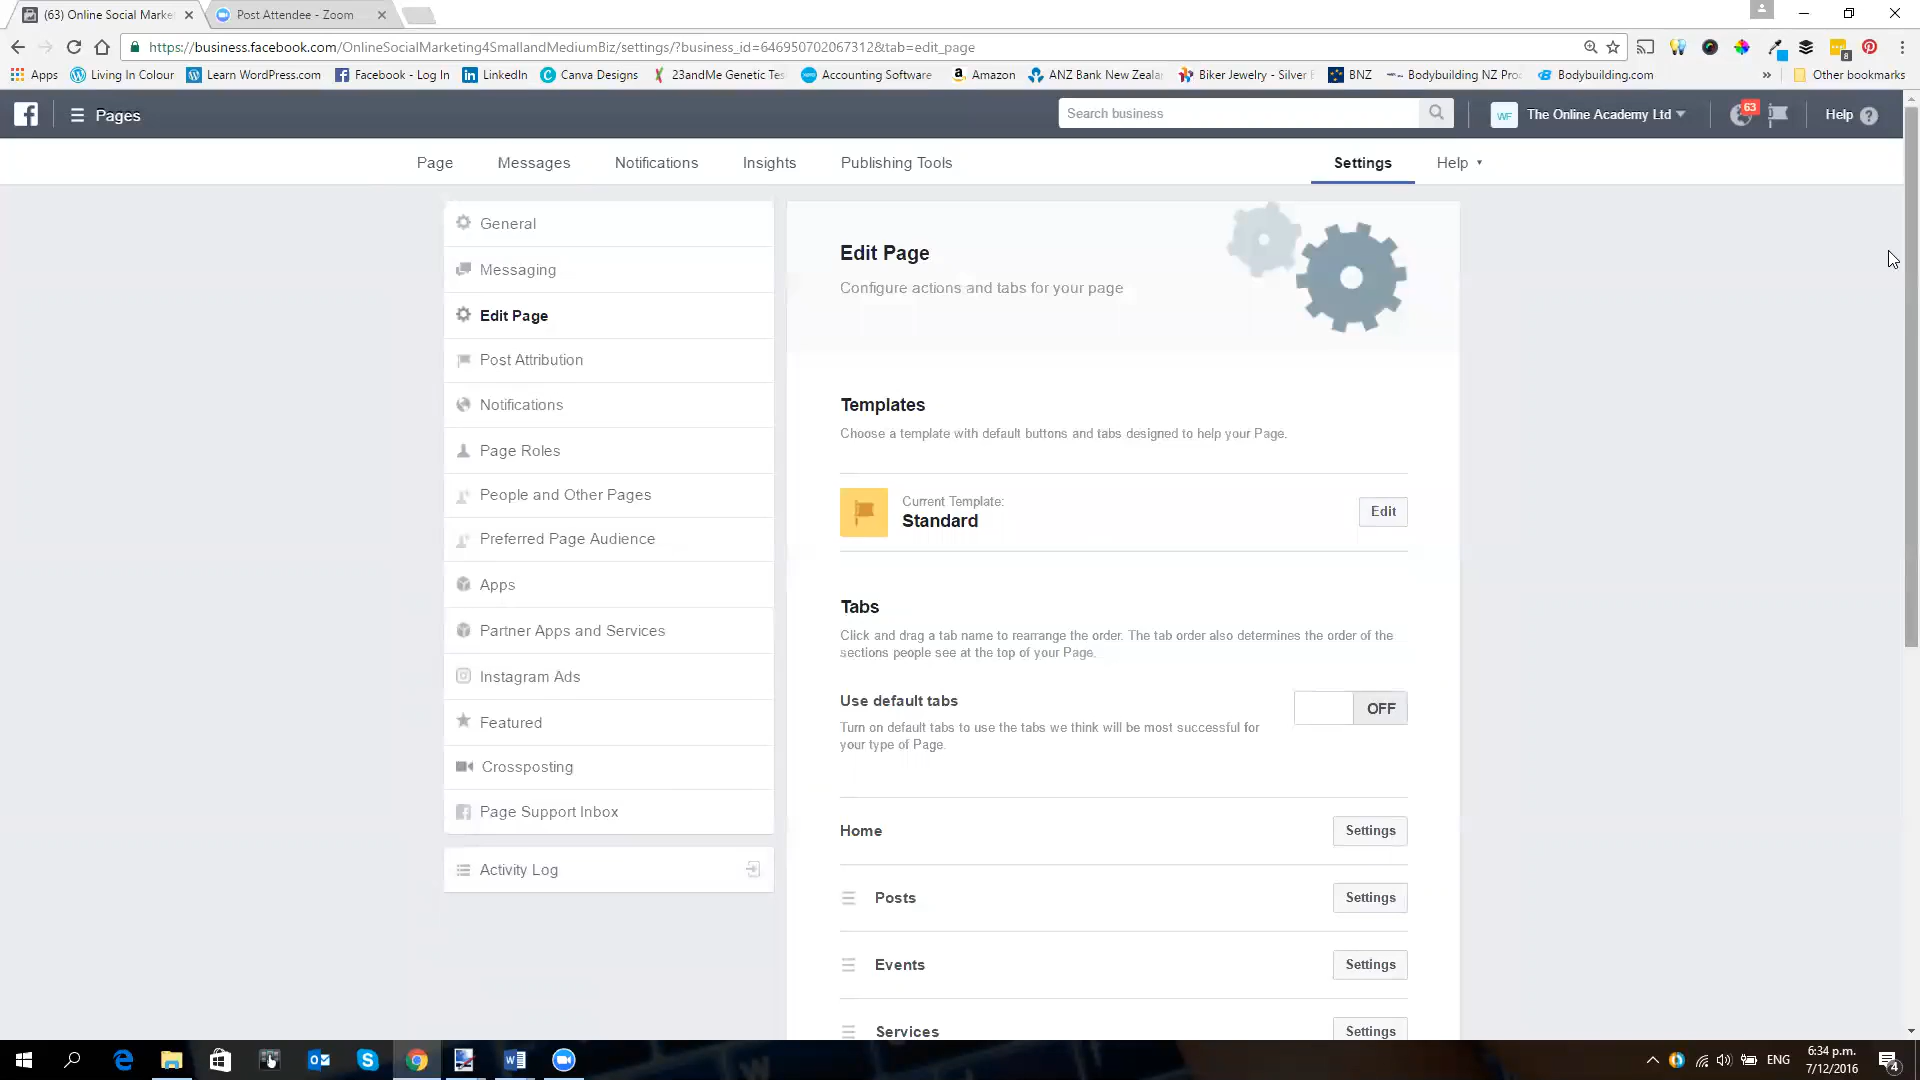 (63) Online Social Marke
Post Attendee - Zoom
https://business.facebook.com/OnlineSocialMarketing4SmallandMediumBiz/settings/?business_id=646950702067312&tab=edit_page
Apps
Living In Colour
Learn WordPress.com
Facebook - Log In
LinkedIn
Canva Designs
23andMe Genetic Tes
Accounting Software
Amazon
ANZ Bank New Zeala
Biker Jewelry - Silver
BNZ
Bodybuilding NZ Pro
Bodybuilding.com
»
Other bookmarks
Pages
Search business
WF
The Online Academy Ltd
63
Help
Page
Messages
Notifications
Insights
Publishing Tools
Settings
Help
General
Messaging
Edit Page
Post Attribution
Notifications
Page Roles
People and Other Pages
Preferred Page Audience
Apps
Partner Apps and Services
Instagram Ads
Featured
Crossposting
Page Support Inbox
Activity Log
Edit Page
Configure actions and tabs for your page
Templates
Choose a template with default buttons and tabs designed to help your Page.
Current Template:
Standard
Edit
Tabs
Click and drag a tab name to rearrange the order. The tab order also determines the order of the
sections people see at the top of your Page.
Use default tabs
OFF
Turn on default tabs to use the tabs we think will be most successful for
your type of Page.
Home
Settings
Posts
Settings
Events
Settings
Services
Settings
ENG
6:34 p.m.
7/12/2016
4